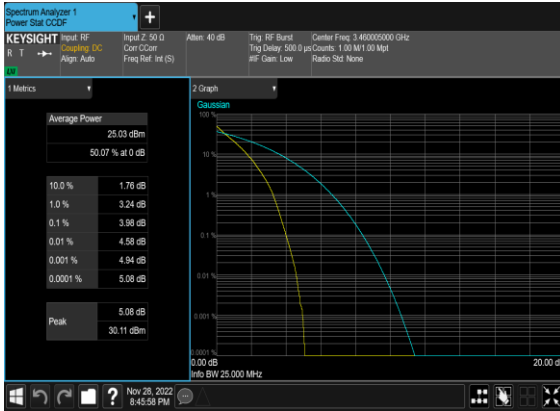 Spectrum Analyzer 1
Power Stat CCDF
KEYSIGHT
R T
Input: RF
Coupling: DC
Align: Auto
Input Z: 50 Ω
Corr CCorr
Freq Ref: Int (S)
Atten: 40 dB
Trig: RF Burst
Trig Delay: 500.0 µs
#IF Gain: Low
Center Freq: 3.460005000 GHz
Counts: 1.00 M/1.00 Mpt
Radio Std: None
1 Metrics
Average Power
25.03 dBm
50.07 % at 0 dB
10.0 % 1.76 dB
1.0 % 3.24 dB
0.1 % 3.98 dB
0.01 % 4.58 dB
0.001 % 4.94 dB
0.0001 % 5.08 dB
Peak
5.08 dB
30.11 dBm
2 Graph
Gaussian
100 %
10 %
1 %
0.1 %
0.01 %
0.001 %
0.0001 %
0.00 dB
20.00 d
Info BW 25.000 MHz
?
Nov 28, 2022
8:45:58 PM